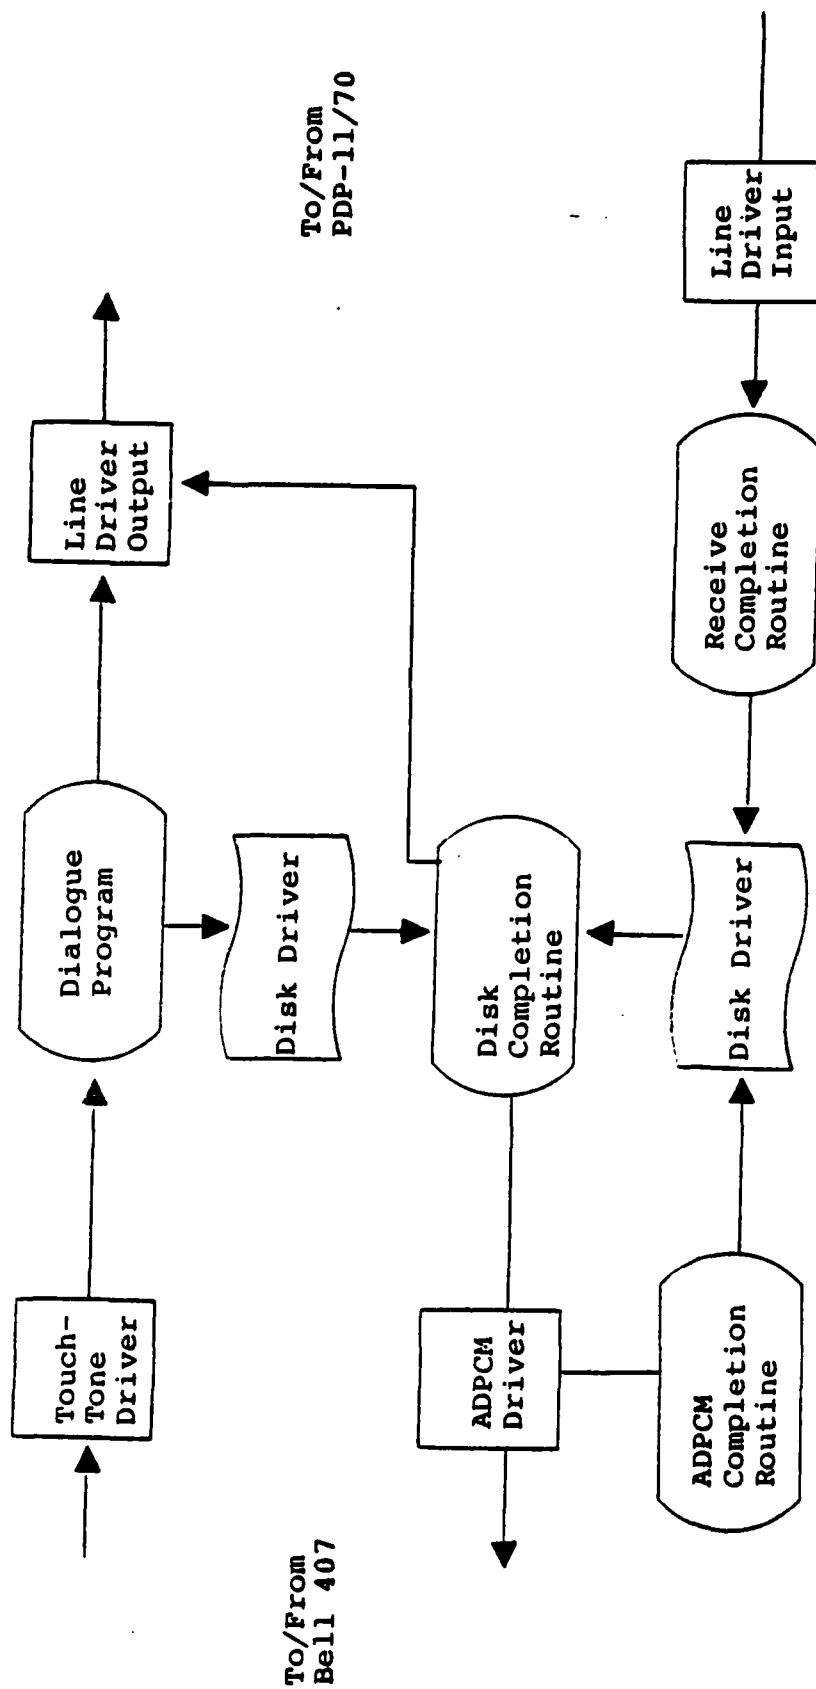 To/From
Bell 407
Touch-
Tone
Driver
Dialogue
Program
Line
Driver
Output
To/From
PDP-11/70
Disk Driver
ADPCM
Driver
Disk
Completion
Routine
ADPCM
Completion
Routine
Disk Driver
Receive
Completion
Routine
Line
Driver
Input